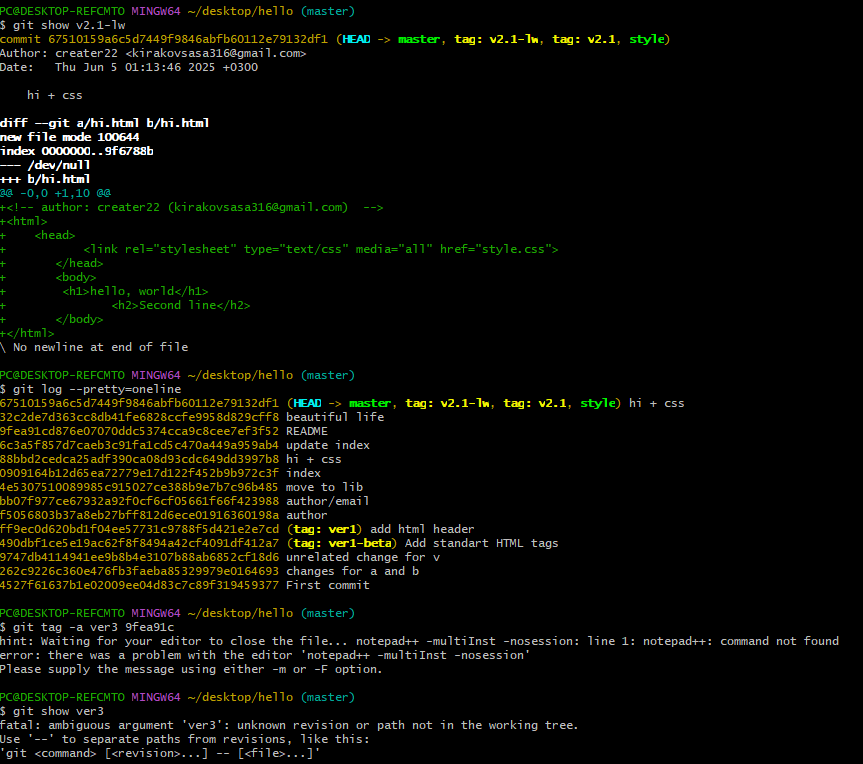 PC@DESKTOP-REFCMTO MINGW64 ~/desktop/hello (master)
$ git show v2.1-lw
commit 67510159a6c5d7449f9846abfb60112e79132df1 (HEAD -> master, tag: v2.1-lw, tag: v2.1, style)
Author: creater22 <kirakovsasa316@gmail.com>
Date:   Thu Jun 5 01:13:46 2025 +0300

    hi + css

diff --git a/hi.html b/hi.html
new file mode 100644
index 0000000..9f6788b
--- /dev/null
+++ b/hi.html
@@ -0,0 +1,10 @@
+<!-- author: creater22 (kirakovsasa316@gmail.com)  -->
+<html>
+    <head>
+           <link rel="stylesheet" type="text/css" media="all" href="style.css">
+       </head>
+       <body>
+        <h1>hello, world</h1>
+               <h2>Second line</h2>
+       </body>
+</html>
\ No newline at end of file

PC@DESKTOP-REFCMTO MINGW64 ~/desktop/hello (master)
$ git log --pretty=oneline
67510159a6c5d7449f9846abfb60112e79132df1 (HEAD -> master, tag: v2.1-lw, tag: v2.1, style) hi + css
32c2de7d363cc8db41fe6828ccfe9958d829cff8 beautiful life
9fea91cd876e07070ddc5374cca9c8cee7ef3f52 README
6c3a5f857d7caeb3c91fa1cd5c470a449a959ab4 update index
88bbd2cedca25adf390ca08d93cdc649dd3997b8 hi + css
0909164b12d65ea72779e17d122f452b9b972c3f index
4e5307510089985c915027ce388b9e7b7c96b485 move to lib
bb07f977ce67932a92f0cf6cf05661f66f423988 author/email
f5056803b37a8eb27bff812d6ece01916360198a author
ff9ec0d620bd1f04ee57731c9788f5d421e2e7cd (tag: ver1) add html header
490dbf1ce5e19ac62f8f8494a42cf4091df412a7 (tag: ver1-beta) Add standart HTML tags
9747db4114941ee9b8b4e3107b88ab6852cf18d6 unrelated change for v
262c9226c360e476fb3faeba85329979e0164693 changes for a and b
4527f61637b1e02009ee04d83c7c89f319459377 First commit

PC@DESKTOP-REFCMTO MINGW64 ~/desktop/hello (master)
$ git tag -a ver3 9fea91c
hint: Waiting for your editor to close the file... notepad++ -multiInst -nosession: line 1: notepad++: command not found
error: there was a problem with the editor 'notepad++ -multiInst -nosession'
Please supply the message using either -m or -F option.

PC@DESKTOP-REFCMTO MINGW64 ~/desktop/hello (master)
$ git show ver3
fatal: ambiguous argument 'ver3': unknown revision or path not in the working tree.
Use '--' to separate paths from revisions, like this:
'git <command> [<revision>...] -- [<file>...]'